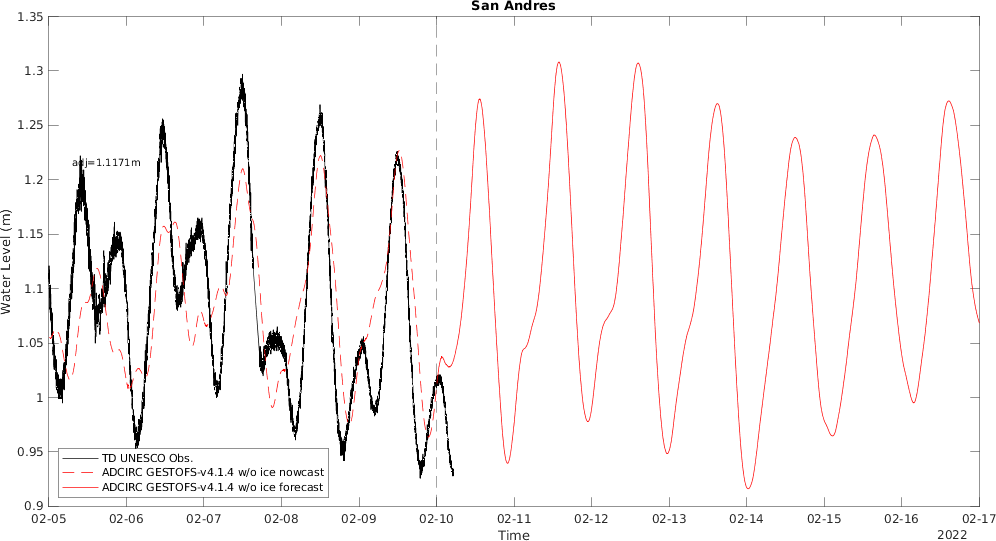 San Andres
1.35
1.3
1.25
1.2
1.15
1.1
1.05
1
0.95
0.9
Water Level (m)
adj=1.1171m
TD UNESCO Obs.
ADCIRC GESTOFS-v4.1.4 w/o ice nowcast
ADCIRC GESTOFS-v4.1.4 w/o ice forecast
02-05 02-06 02-07 02-08 02-09 02-10 02-11 02-12 02-13 02-14 02-15 02-16 02-17
Time
2022